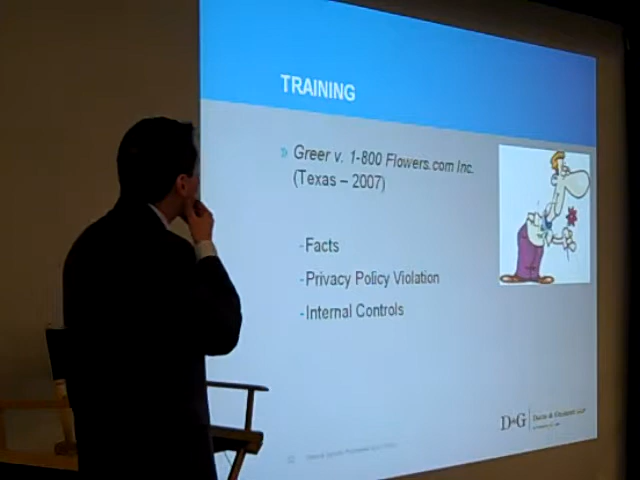 TRAINING
» Greer v. 1-800 Flowers.com Inc.
(Texas – 2007)
-Facts
-Privacy Policy Violation
-Internal Controls
D&G